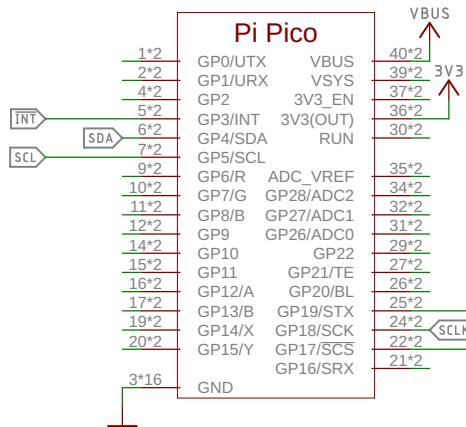 VBUS
Pi Pico
1*2 GP0/UTX VBUS 40*2
2*2 GP1/URX VSYS 39*2
3V3
4*2 GP2 3V3_EN 37*2
INT 5*2 GP3/INT 3V3(OUT) 36*2
SDA 6*2 GP4/SDA RUN 30*2
SCL 7*2 GP5/SCL
9*2 GP6/R ADC_VREF 35*2
10*2 GP7/G GP28/ADC2 34*2
11*2 GP8/B GP27/ADC1 32*2
12*2 GP9 GP26/ADC0 31*2
14*2 GP10 GP22 29*2
15*2 GP11 GP21/TE 27*2
16*2 GP12/A GP20/BL 26*2
17*2 GP13/B GP19/STX 25*2
19*2 GP14/X GP18/SCK 24*2 SCLK
20*2 GP15/Y GP17/SCS 22*2
GP16/SRX 21*2
3*16 GND